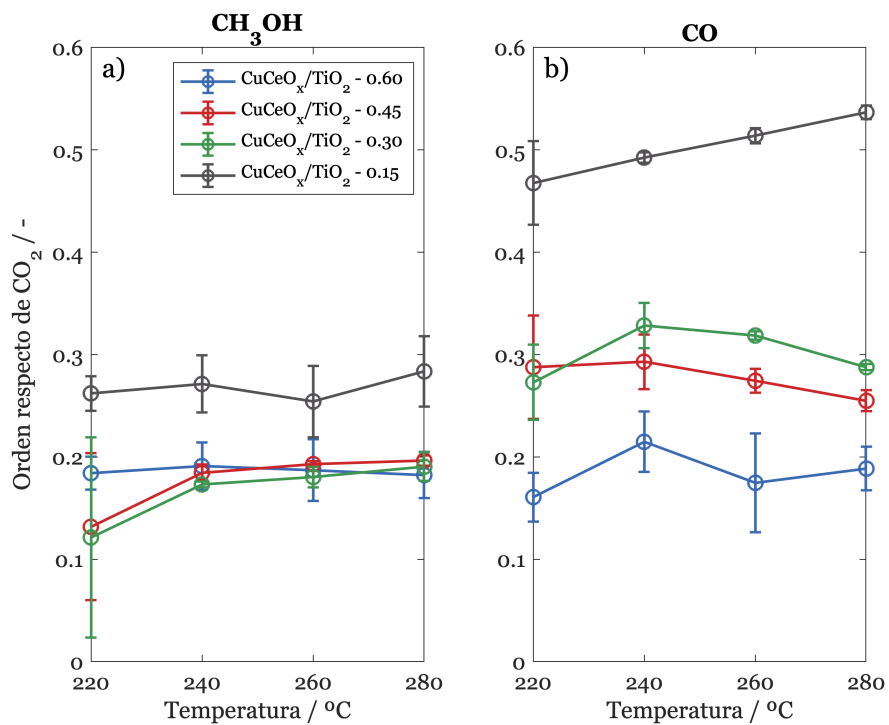 CH₃OH
CO
a)
b)
CuCeOₓ/TiO₂ - 0.60
CuCeOₓ/TiO₂ - 0.45
CuCeOₓ/TiO₂ - 0.30
CuCeOₓ/TiO₂ - 0.15
Orden respecto de CO₂ / -
0.6
0.5
0.4
0.3
0.2
0.1
0
220 240 260 280
Temperatura / ºC
0.6
0.5
0.4
0.3
0.2
0.1
0
220 240 260 280
Temperatura / ºC